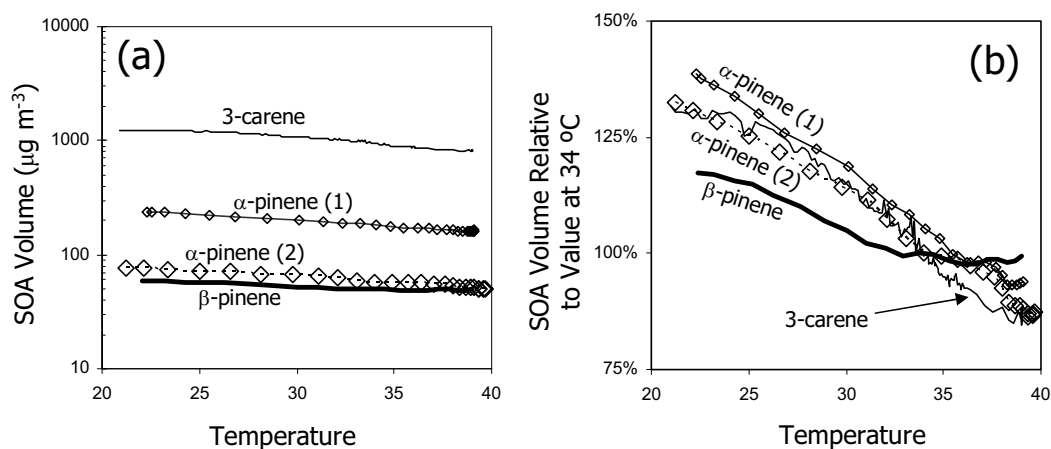 (a)
SOA Volume (μg m⁻³)
10000
1000
100
10
3-carene
α-pinene (1)
α-pinene (2)
β-pinene
20 25 30 35 40
Temperature
(b)
SOA Volume Relative
to Value at 34 ºC
150%
125%
100%
75%
α-pinene (1)
α-pinene (2)
β-pinene
3-carene
20 25 30 35 40
Temperature